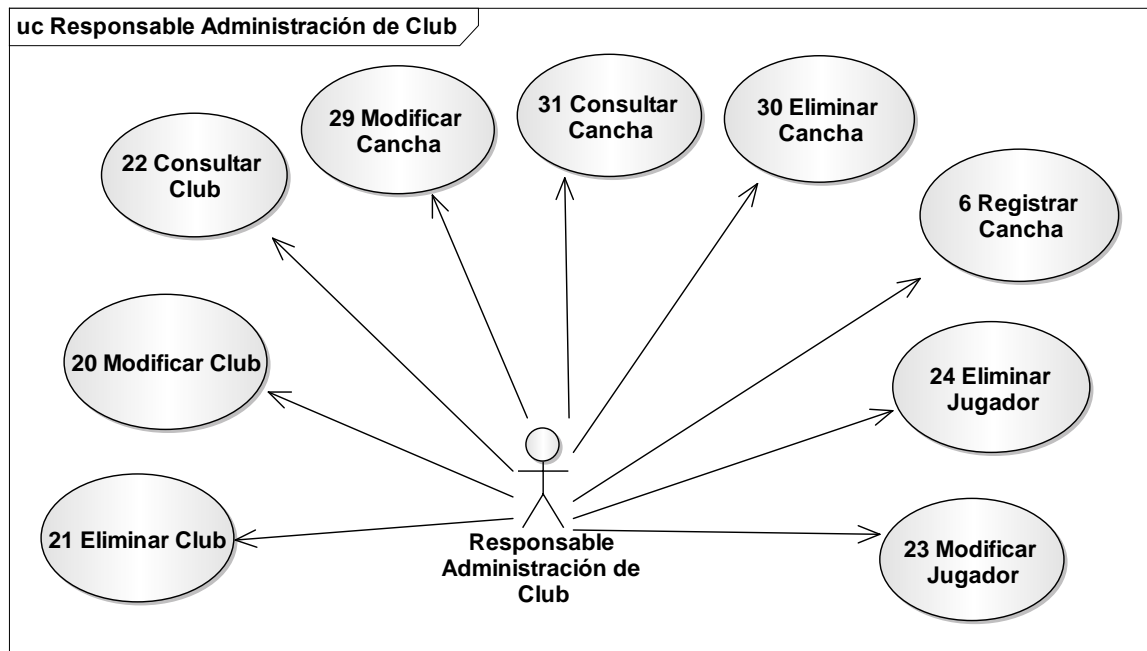 uc Responsable Administración de Club
31 Consultar
Cancha
30 Eliminar
Cancha
29 Modificar
Cancha
22 Consultar
Club
6 Registrar
Cancha
20 Modificar Club
24 Eliminar
Jugador
21 Eliminar Club
23 Modificar
Jugador
Responsable
Administración de
Club